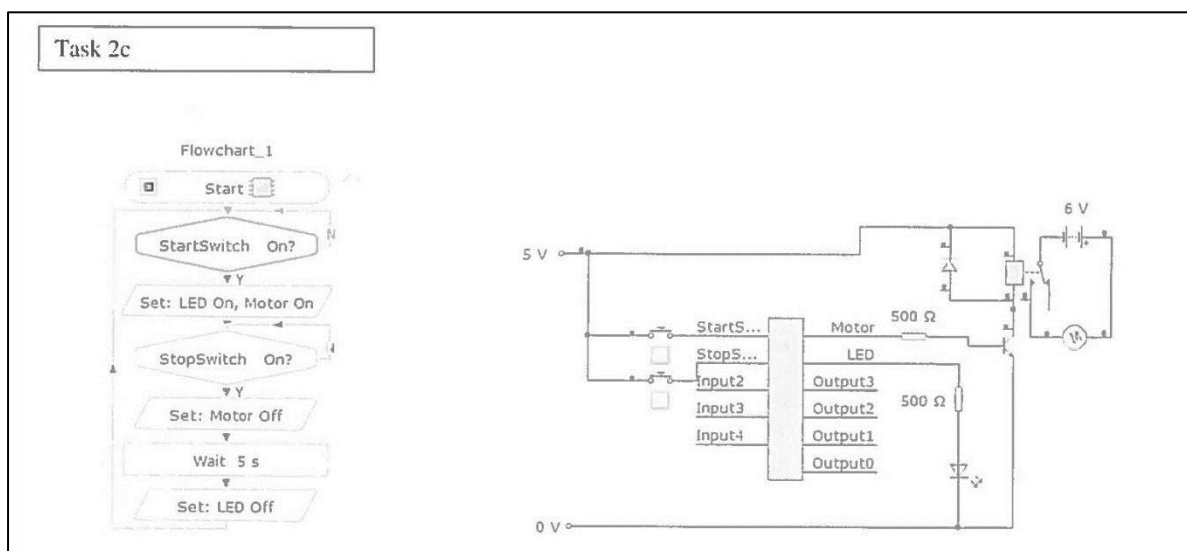 Task 2c
Flowchart_1
Start
StartSwitch On?
N
Y
Set: LED On, Motor On
StopSwitch On?
Y
Set: Motor Off
Wait 5 s
Set: LED Off
6 V
5 V
StartS...
Motor
500 Ω
StopS...
LED
Input2
Output3
500 Ω
Input3
Output2
Input4
Output1
Output0
0 V